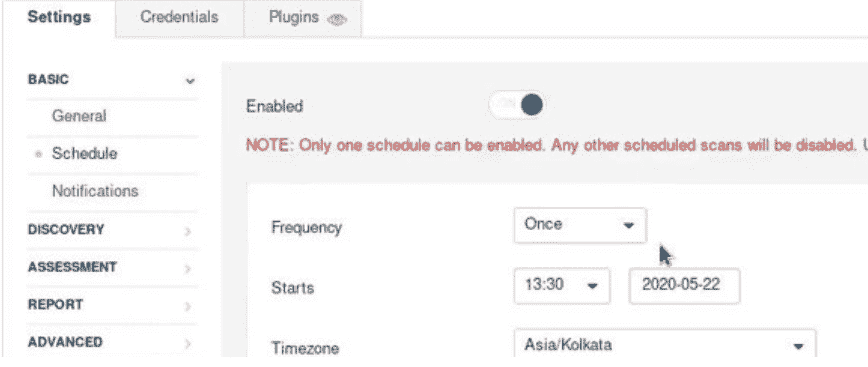 Settings Credentials Plugins
BASIC
General
Schedule
Notifications
DISCOVERY
ASSESSMENT
REPORT
ADVANCED
Enabled
NOTE: Only one schedule can be enabled. Any other scheduled scans will be disabled.
Frequency Once
Starts 13:30 2020-05-22
Timezone Asia/Kolkata